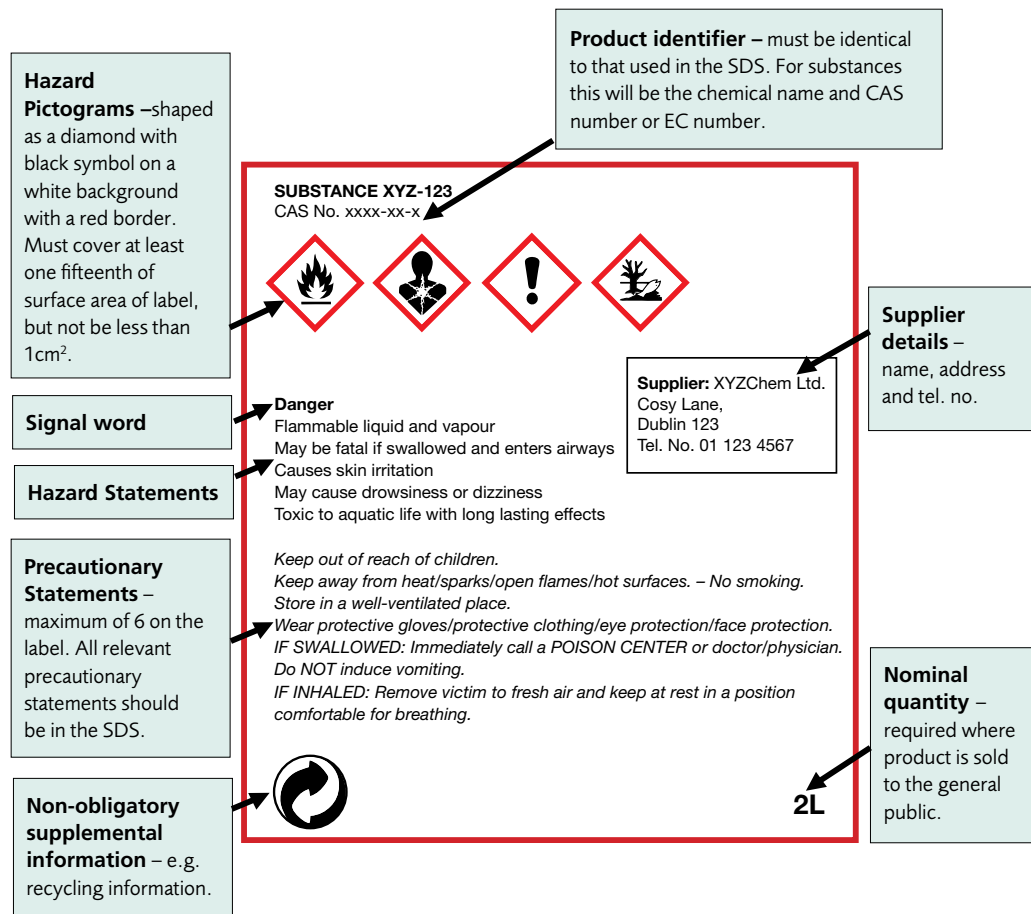 Product identifier – must be identical
to that used in the SDS. For substances
this will be the chemical name and CAS
number or EC number.
Hazard
Pictograms –shaped
as a diamond with
black symbol on a
white background
with a red border.
Must cover at least
one fifteenth of
surface area of label,
but not be less than
1cm².
SUBSTANCE XYZ-123
CAS No. xxxx-xx-x
Supplier
details –
name, address
and tel. no.
Supplier: XYZChem Ltd.
Cosy Lane,
Dublin 123
Tel. No. 01 123 4567
Signal word
Danger
Flammable liquid and vapour
May be fatal if swallowed and enters airways
Causes skin irritation
May cause drowsiness or dizziness
Toxic to aquatic life with long lasting effects
Hazard Statements
Precautionary
Statements –
maximum of 6 on the
label. All relevant
precautionary
statements should
be in the SDS.
Keep out of reach of children.
Keep away from heat/sparks/open flames/hot surfaces. – No smoking.
Store in a well-ventilated place.
Wear protective gloves/protective clothing/eye protection/face protection.
IF SWALLOWED: Immediately call a POISON CENTER or doctor/physician.
Do NOT induce vomiting.
IF INHALED: Remove victim to fresh air and keep at rest in a position
comfortable for breathing.
Nominal
quantity –
required where
product is sold
to the general
public.
Non-obligatory
supplemental
information – e.g.
recycling information.
2L